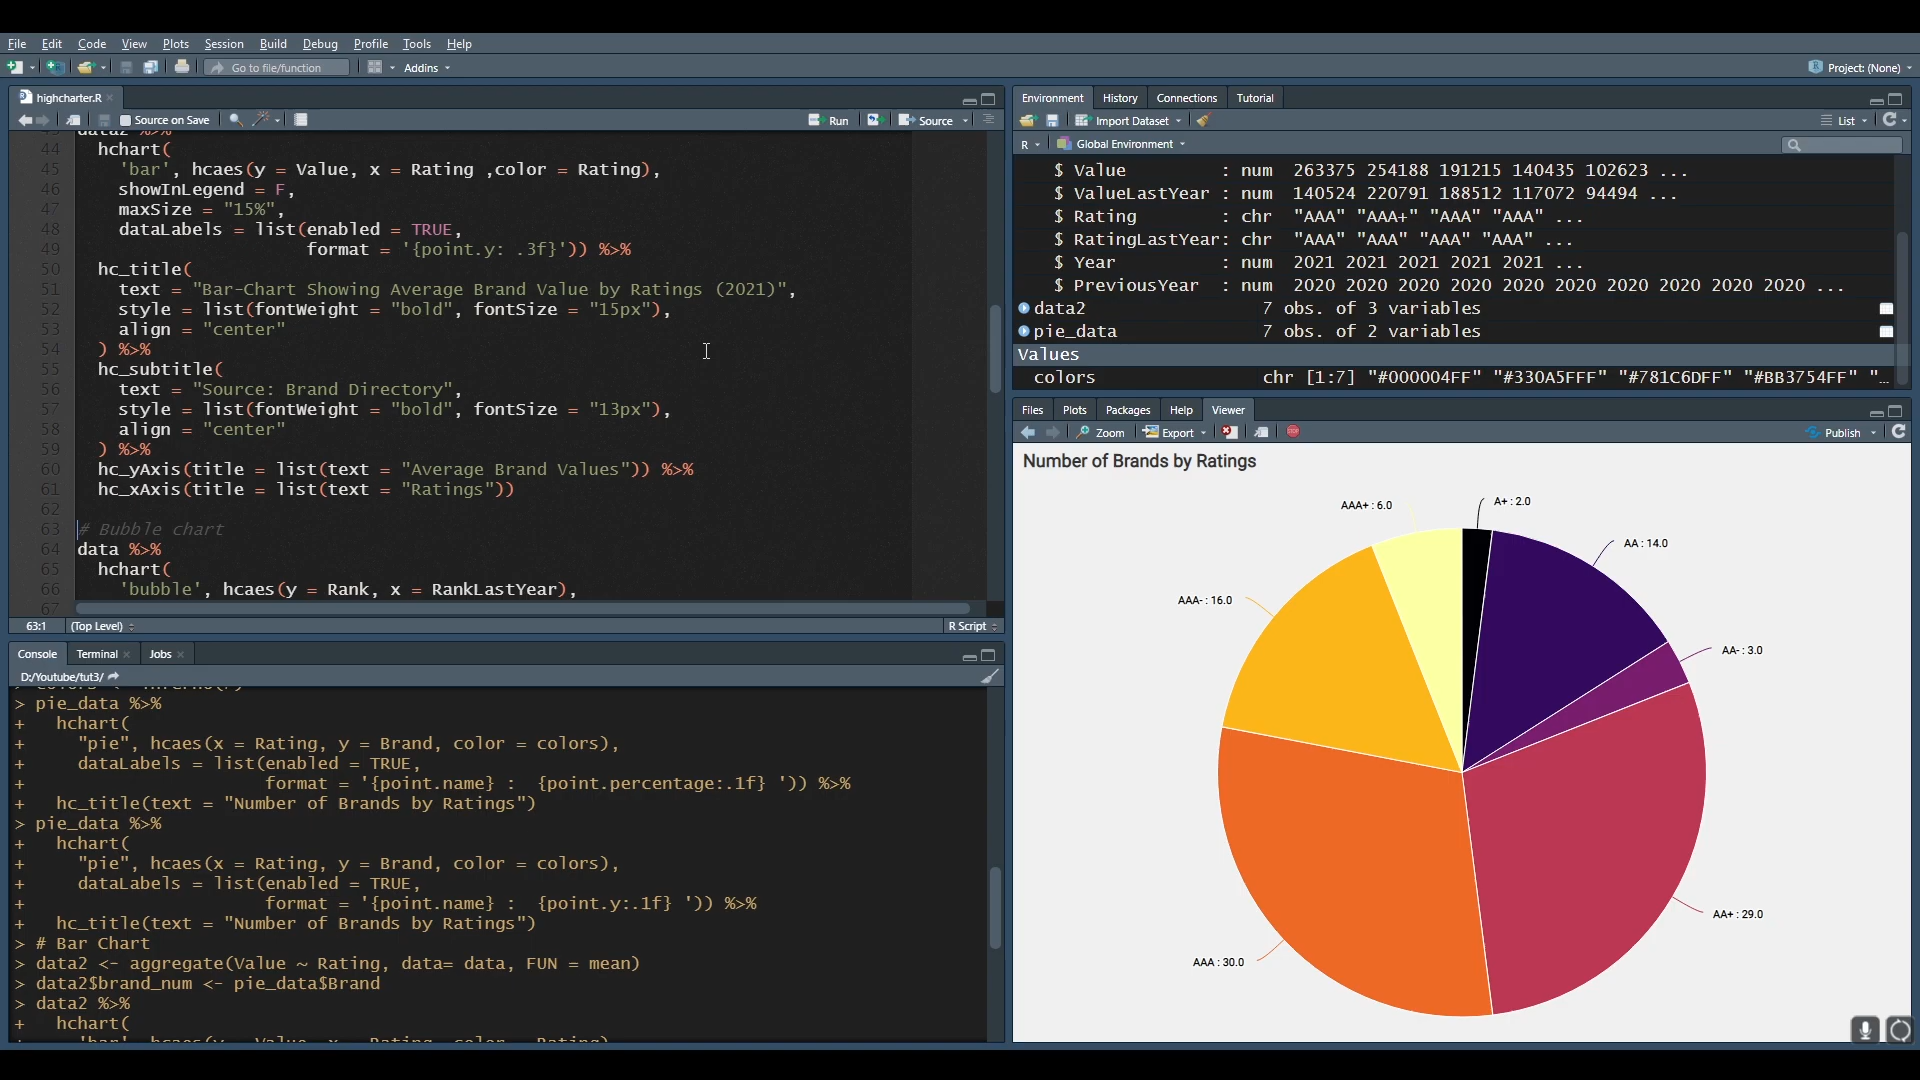 File Edit Code View Plots Session Build Debug Profile Tools Help
Go to file/function Addins Project: (None)
highcharter.R
Source on Save Run Source
43 data2 %>%
44 hchart(
45 'bar', hcaes(y = Value, x = Rating ,color = Rating),
46 showInLegend = F,
47 maxSize = "15%",
48 dataLabels = list(enabled = TRUE,
49 format = '{point.y: .3f}')) %>%
50 hc_title(
51 text = "Bar-Chart Showing Average Brand Value by Ratings (2021)",
52 style = list(fontWeight = "bold", fontSize = "15px"),
53 align = "center"
54 ) %>%
55 hc_subtitle(
56 text = "Source: Brand Directory",
57 style = list(fontWeight = "bold", fontSize = "13px"),
58 align = "center"
59 ) %>%
60 hc_yAxis(title = list(text = "Average Brand Values")) %>%
61 hc_xAxis(title = list(text = "Ratings"))
62
63 # Bubble chart
64 data %>%
65 hchart(
66 'bubble', hcaes(y = Rank, x = RankLastYear),
67
63:1 (Top Level) R Script
Console Terminal Jobs
D:/Youtube/tut3/
> pie_data %>%
+ hchart(
+ "pie", hcaes(x = Rating, y = Brand, color = colors),
+ dataLabels = list(enabled = TRUE,
+ format = '{point.name} : {point.percentage:.1f} ')) %>%
+ hc_title(text = "Number of Brands by Ratings")
> pie_data %>%
+ hchart(
+ "pie", hcaes(x = Rating, y = Brand, color = colors),
+ dataLabels = list(enabled = TRUE,
+ format = '{point.name} : {point.y:.1f} ')) %>%
+ hc_title(text = "Number of Brands by Ratings")
> # Bar Chart
> data2 <- aggregate(Value ~ Rating, data= data, FUN = mean)
> data2$brand_num <- pie_data$Brand
> data2 %>%
+ hchart(
+ 'bar', hcaes(y = Value, x = Rating ,color = Rating),
Environment History Connections Tutorial
Import Dataset List
R Global Environment
$ Value : num 263375 254188 191215 140435 102623 ...
$ ValueLastYear : num 140524 220791 188512 117072 94494 ...
$ Rating : chr "AAA" "AAA+" "AAA" "AAA" ...
$ RatingLastYear: chr "AAA" "AAA" "AAA" "AAA" ...
$ Year : num 2021 2021 2021 2021 2021 ...
$ PreviousYear : num 2020 2020 2020 2020 2020 2020 2020 2020 2020 2020 ...
data2 7 obs. of 3 variables
pie_data 7 obs. of 2 variables
Values
colors chr [1:7] "#000004FF" "#330A5FFF" "#781C6DFF" "#BB3754FF" "...
Files Plots Packages Help Viewer
Zoom Export Publish
Number of Brands by Ratings
AAA+ : 6.0
A+ : 2.0
AA : 14.0
AAA- : 16.0
AA- : 3.0
AA+ : 29.0
AAA : 30.0